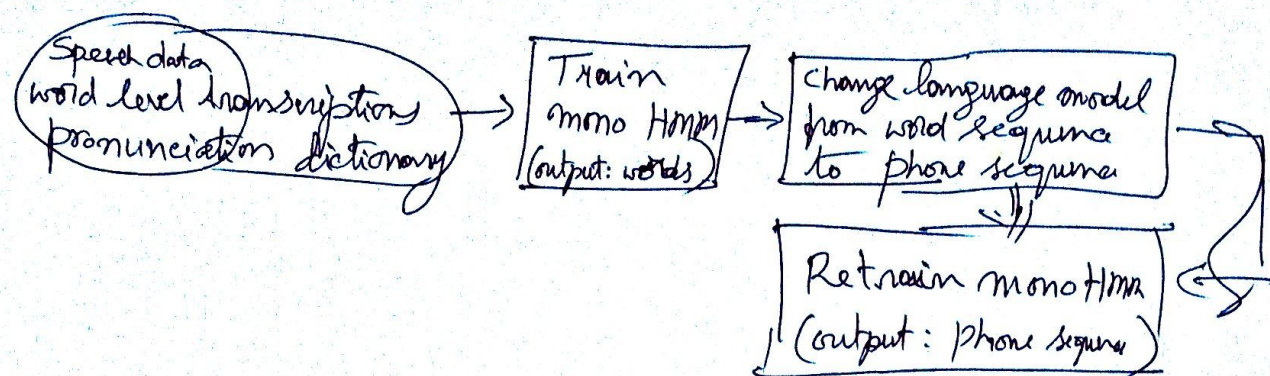 Speech data
word level transcriptions
pronunciation dictionary
Train
mono HMM
(output: words)
Change language model
from word sequence
to phone sequence
Retrain mono HMM
(output: phone sequence)